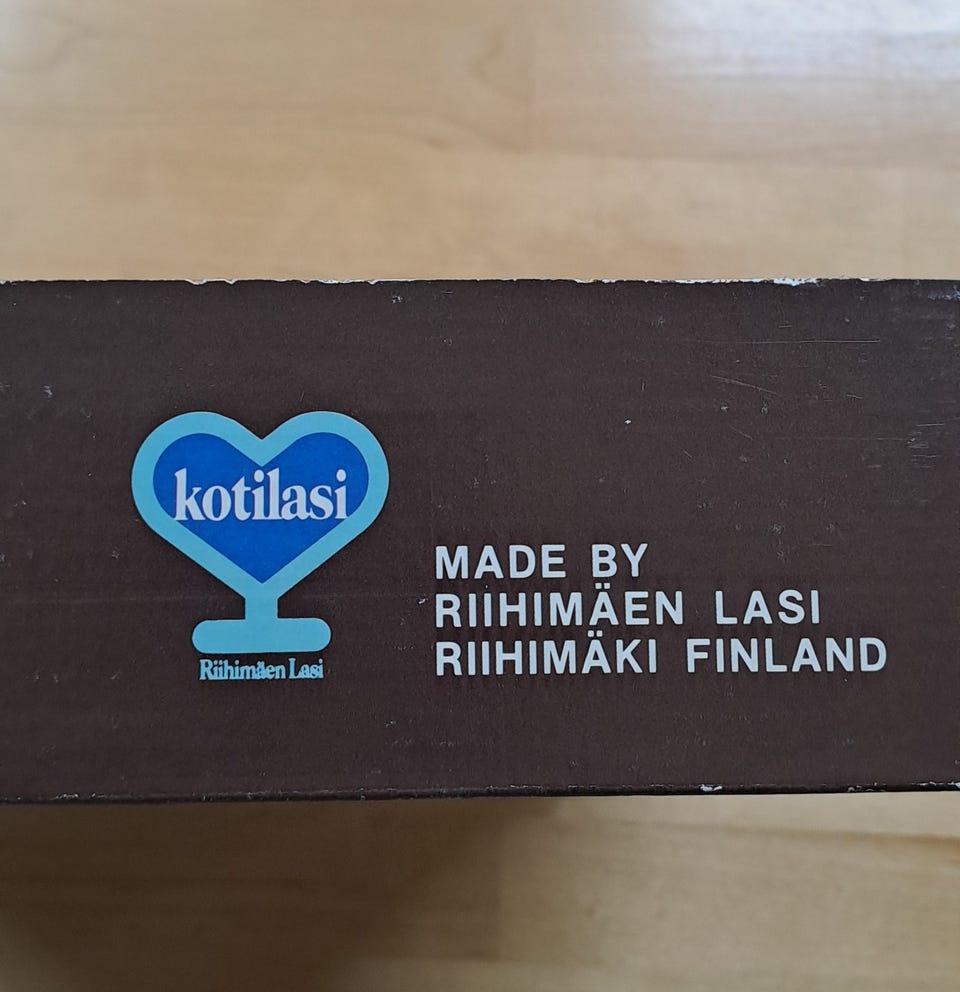 kotilasi
Riihimäen Lasi
MADE BY
RIIHIMÄEN LASI
RIIHIMÄKI FINLAND